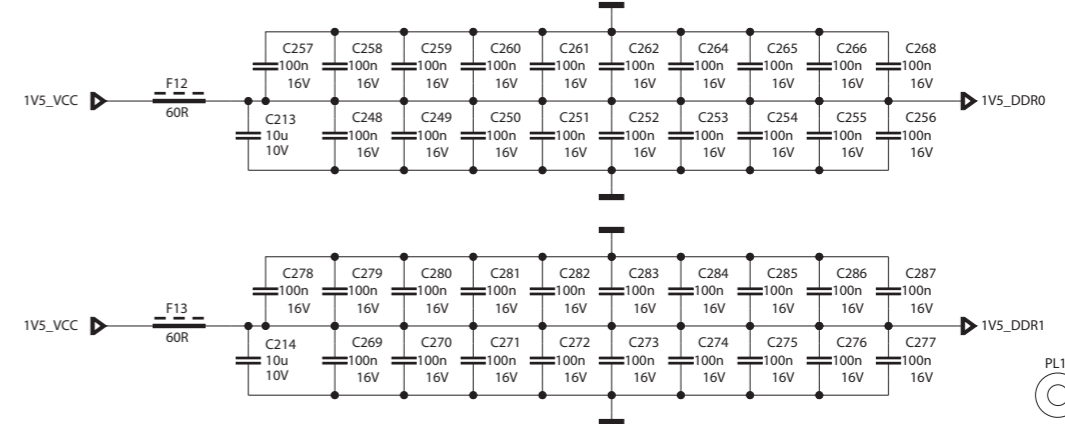 C257 C258 C259 C260 C261 C262 C264 C265 C266 C268
100n 100n 100n 100n 100n 100n 100n 100n 100n 100n
16V 16V 16V 16V 16V 16V 16V 16V 16V 16V
F12
1V5_VCC 1V5_DDR0
60R
C213 C248 C249 C250 C251 C252 C253 C254 C255 C256
10u 100n 100n 100n 100n 100n 100n 100n 100n 100n
10V 16V 16V 16V 16V 16V 16V 16V 16V 16V
C278 C279 C280 C281 C282 C283 C284 C285 C286 C287
100n 100n 100n 100n 100n 100n 100n 100n 100n 100n
16V 16V 16V 16V 16V 16V 16V 16V 16V 16V
F13
1V5_VCC 1V5_DDR1
60R
C214 C269 C270 C271 C272 C273 C274 C275 C276 C277
10u 100n 100n 100n 100n 100n 100n 100n 100n 100n
10V 16V 16V 16V 16V 16V 16V 16V 16V 16V
PL1